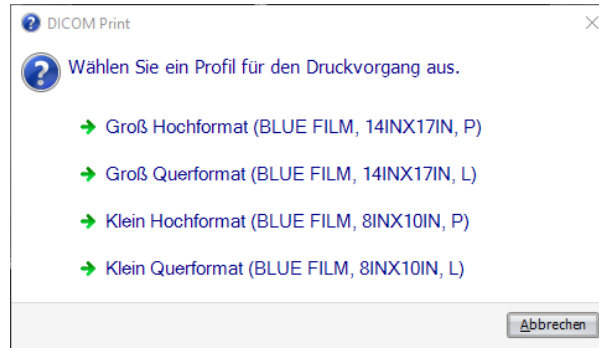 DICOM Print
Wählen Sie ein Profil für den Druckvorgang aus.
Groß Hochformat (BLUE FILM, 14INX17IN, P)
Groß Querformat (BLUE FILM, 14INX17IN, L)
Klein Hochformat (BLUE FILM, 8INX10IN, P)
Klein Querformat (BLUE FILM, 8INX10IN, L)
Abbrechen